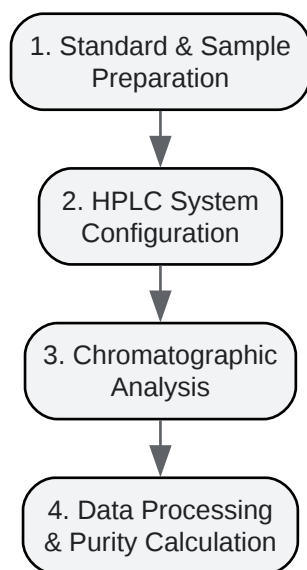 1. Standard & Sample
Preparation
2. HPLC System
Configuration
3. Chromatographic
Analysis
4. Data Processing
& Purity Calculation